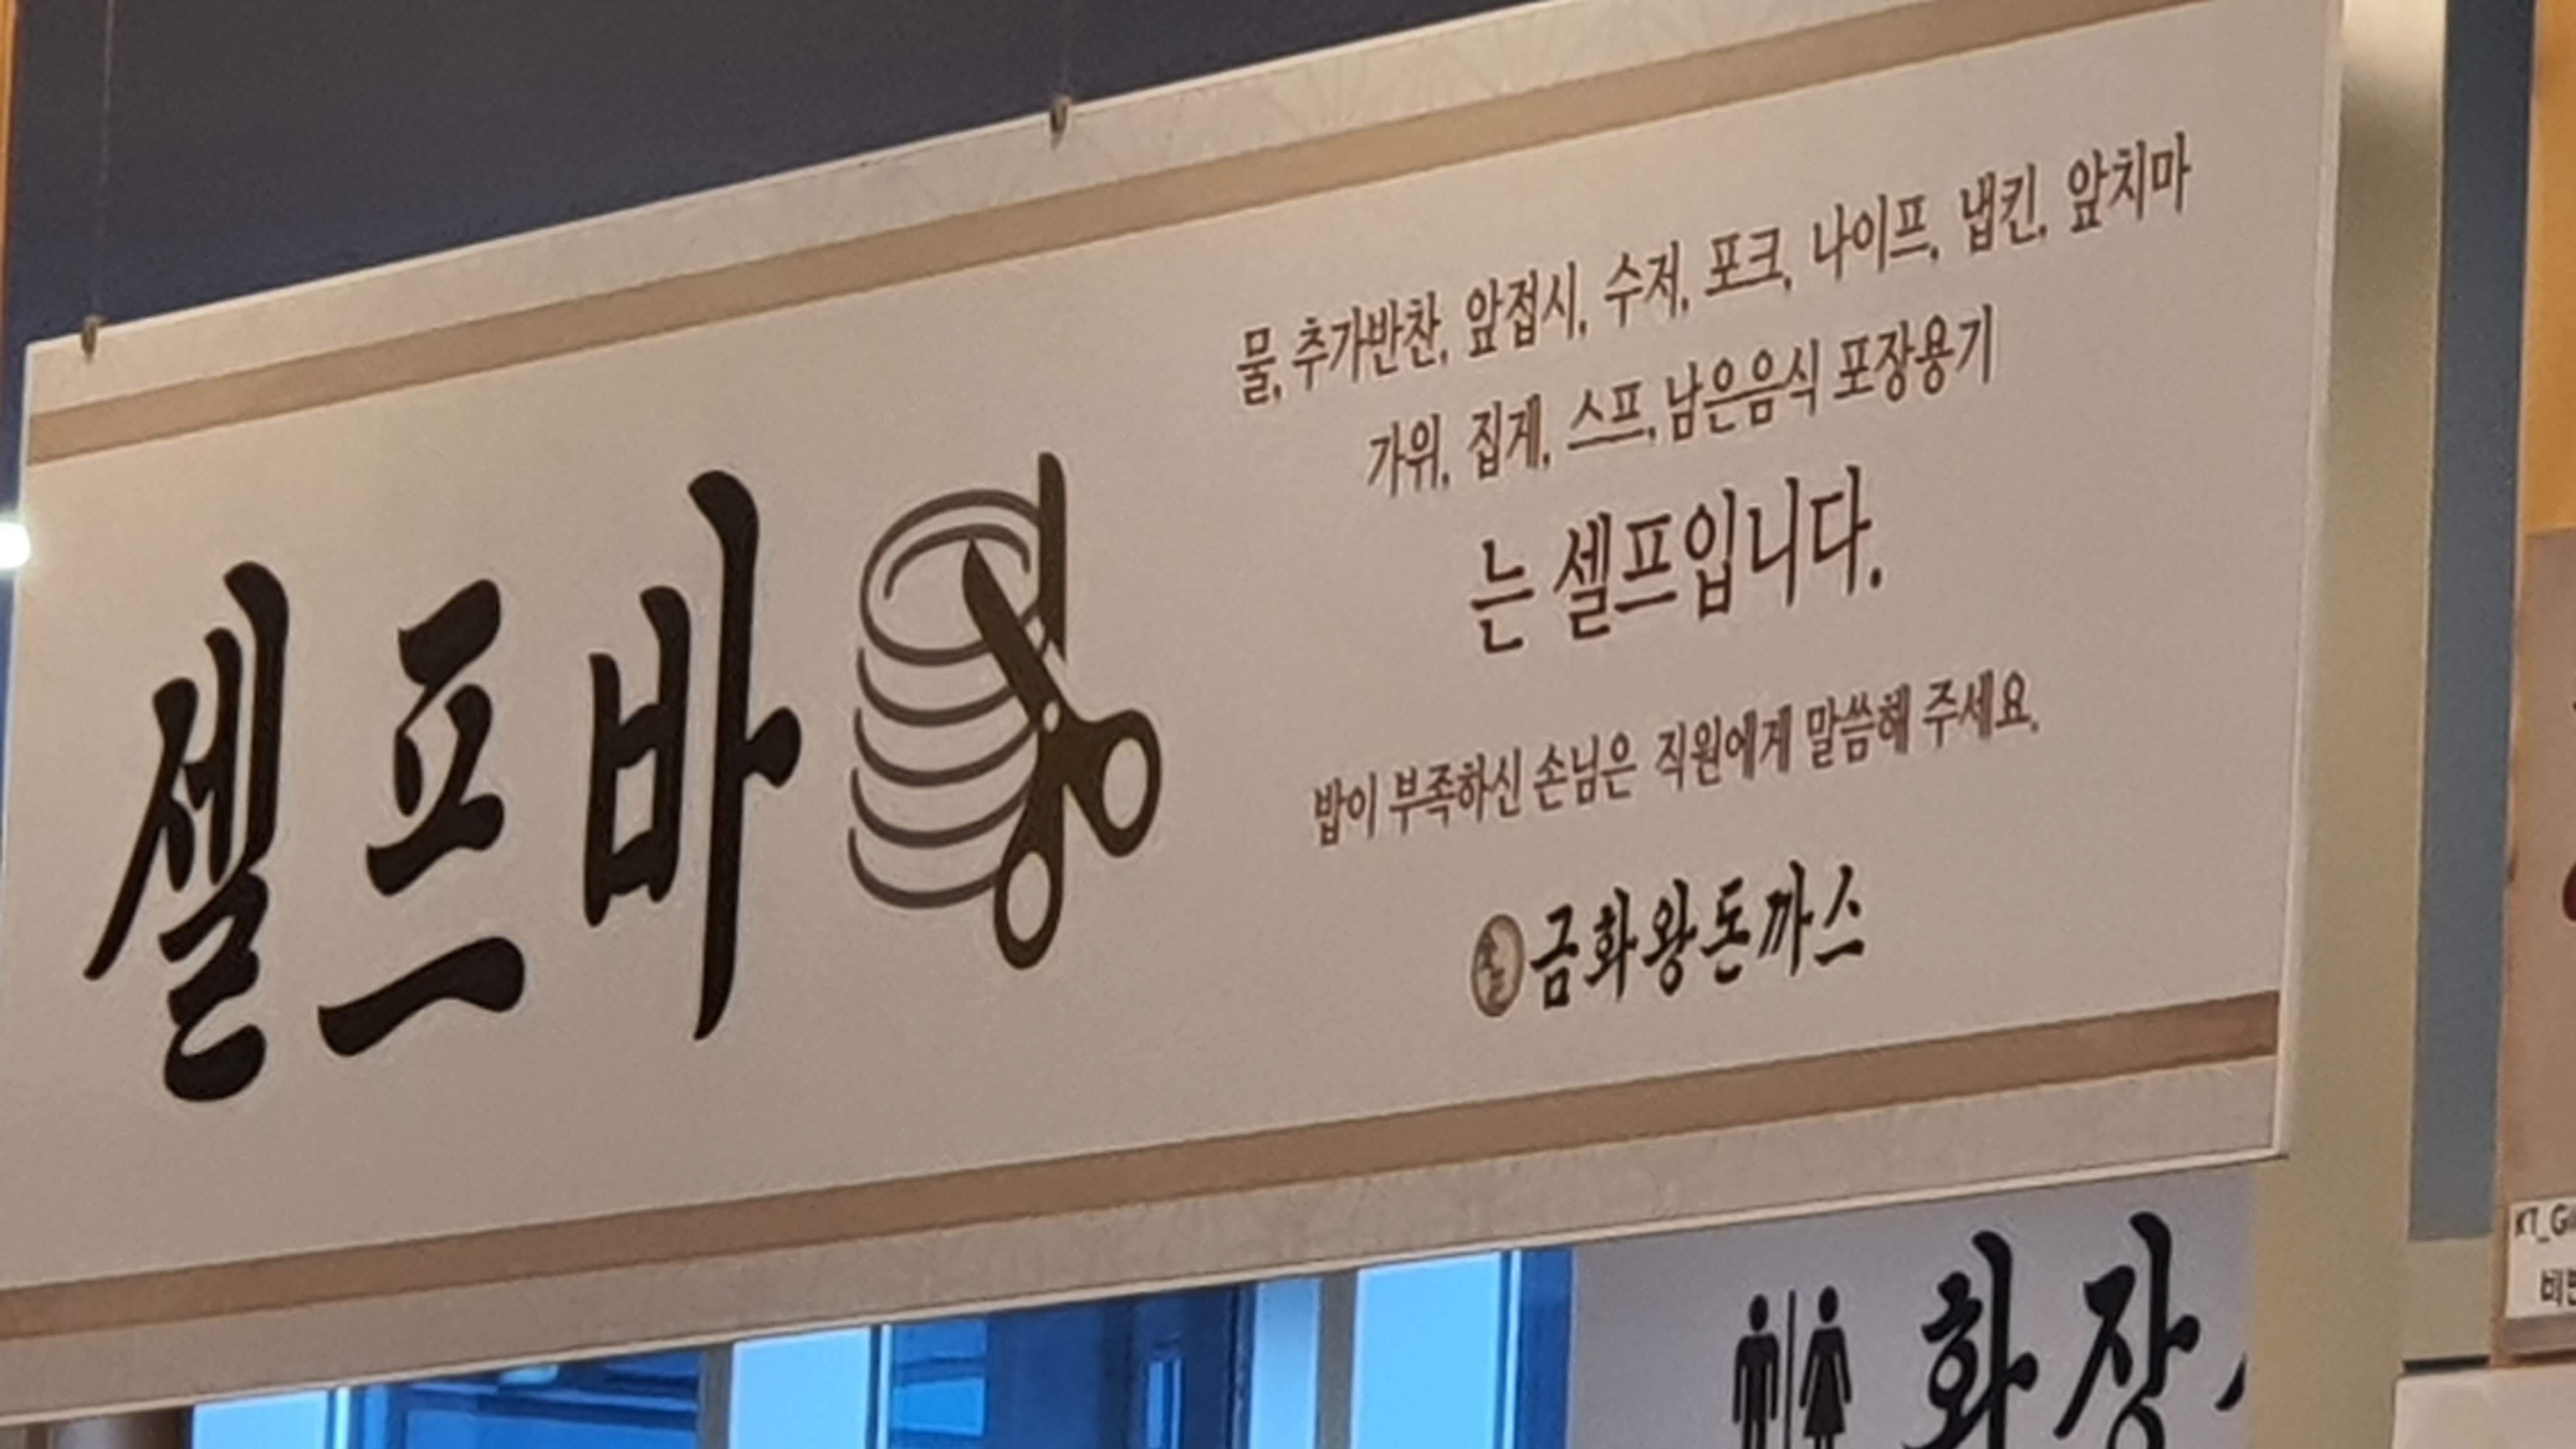 셀프바
물, 추가반찬, 앞접시, 수저, 포크, 나이프, 냅킨, 앞치마
가위, 집게, 스프, 남은음식 포장용기
는 셀프입니다.
밥이 부족하신 손님은 직원에게 말씀해 주세요.
금화왕돈까스
화장